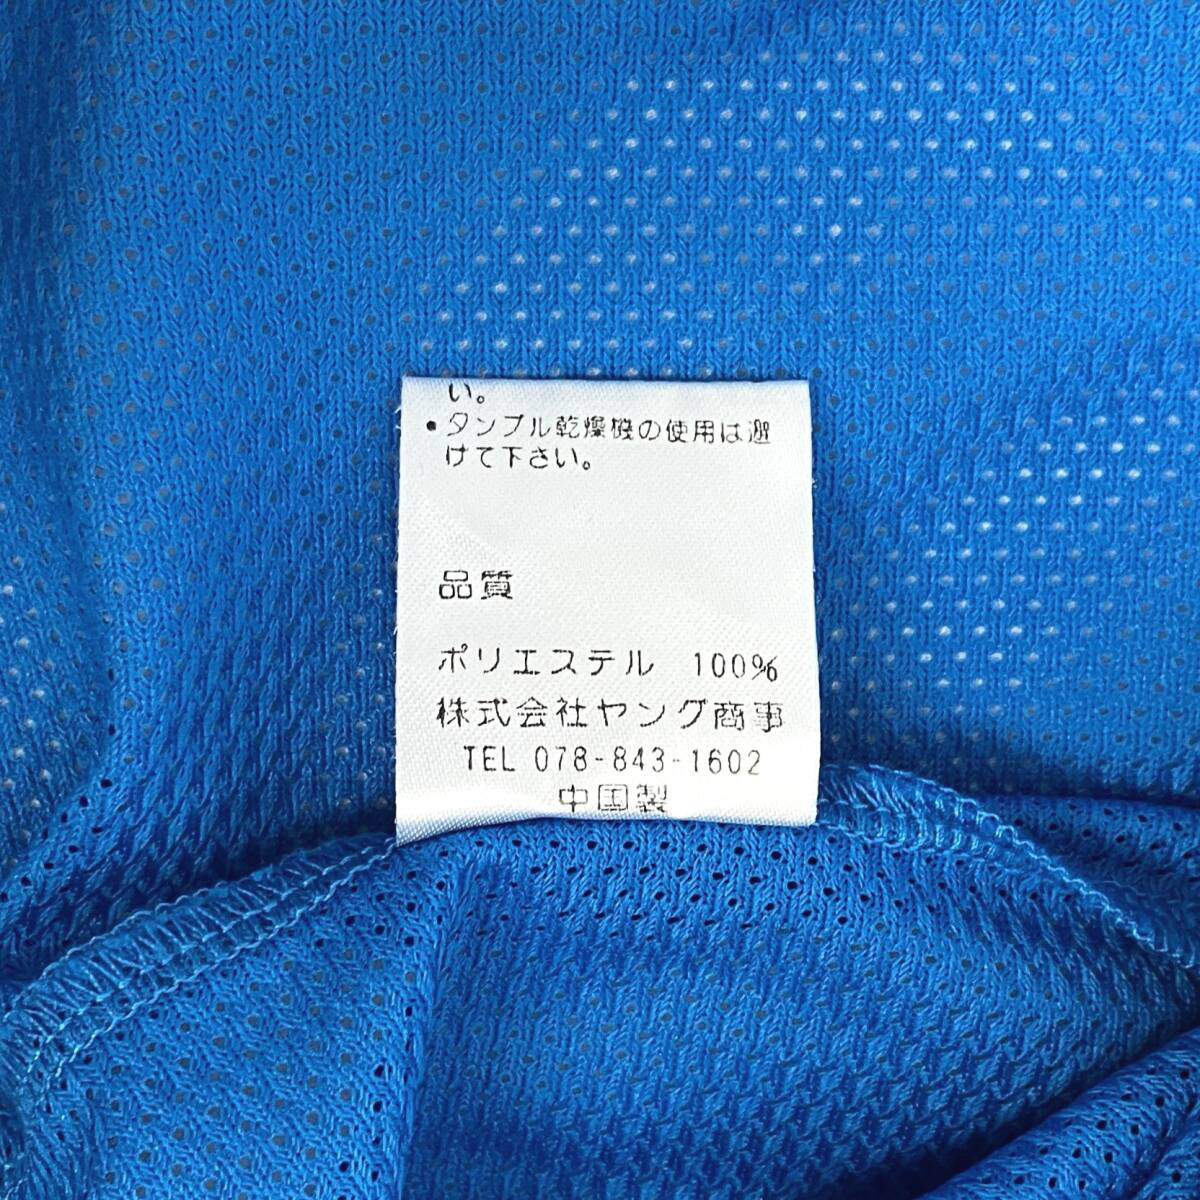 い。
•タンブル乾燥機の使用は避
けて下さい。
品質
ポリエステル 100%
株式会社ヤング商事
TEL 078-843-1602
中国製